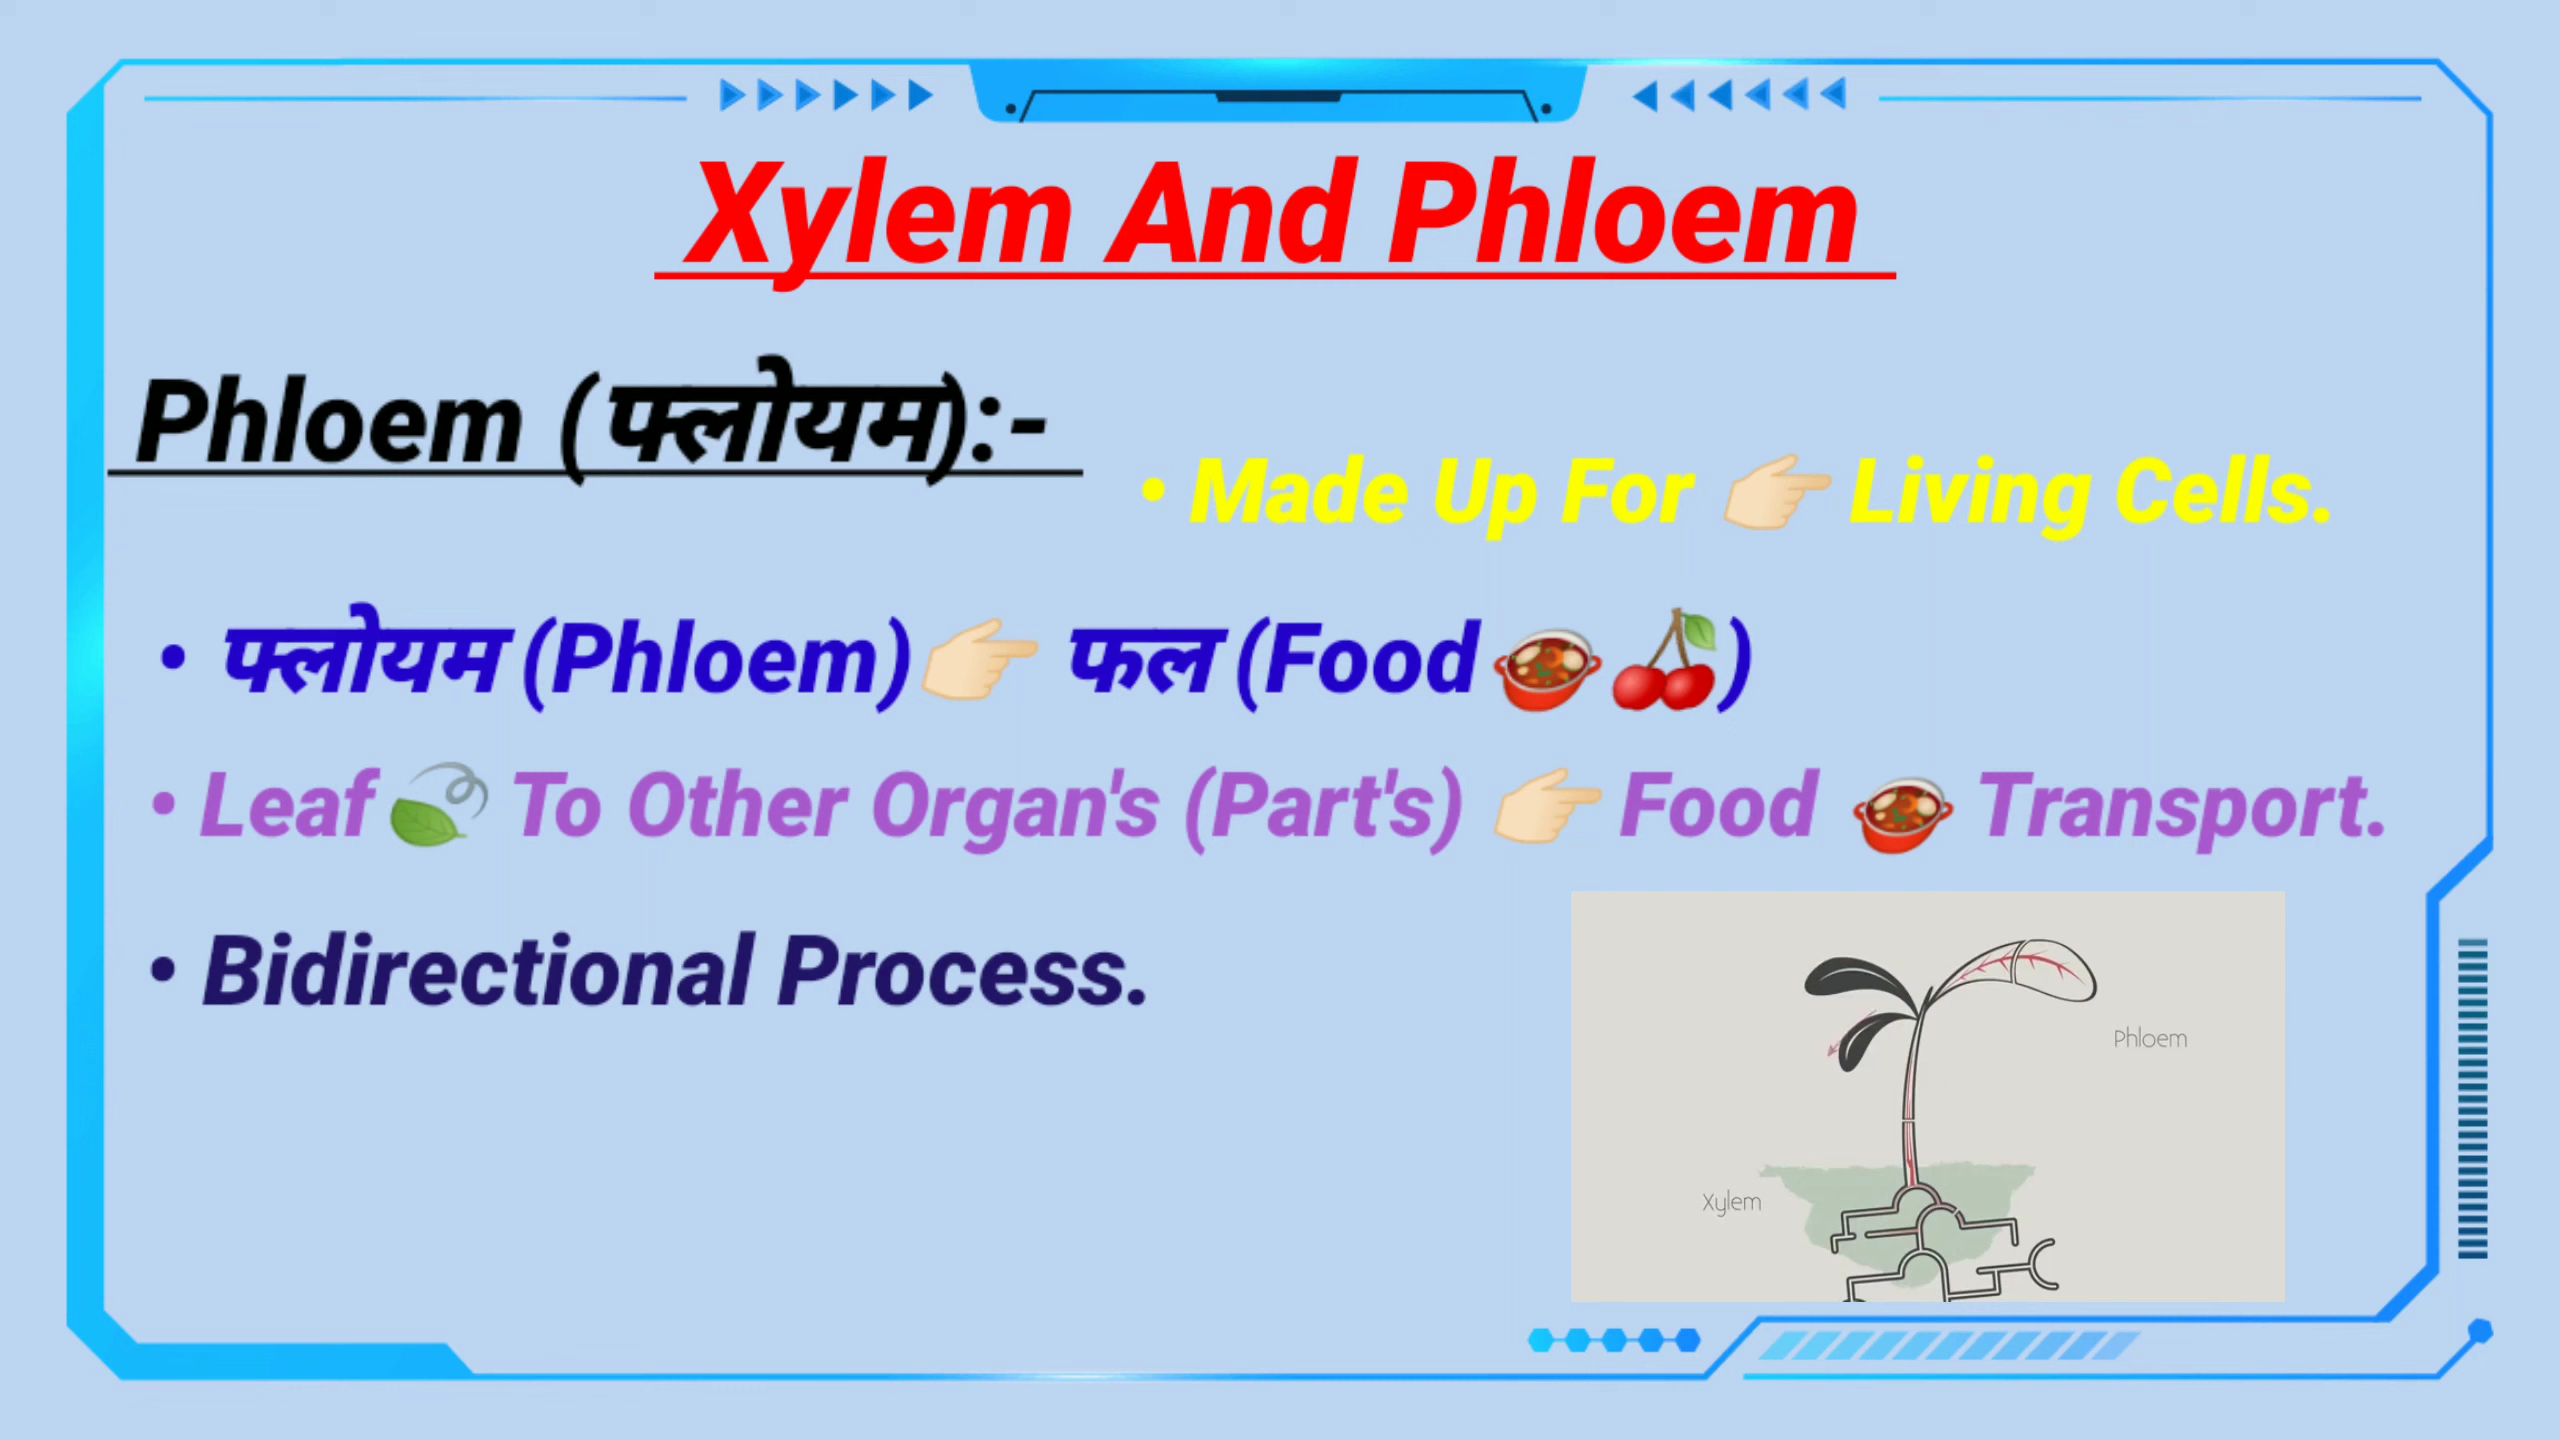 Xylem And Phloem
Phloem (फ्लोयम):-
• Made Up For 👉🏻 Living Cells.
• फ्लोयम (Phloem)👉🏻 फल (Food🍲🍒)
• Leaf🍃 To Other Organ's (Part's) 👉🏻 Food 🍲 Transport.
• Bidirectional Process.
Phloem
Xylem